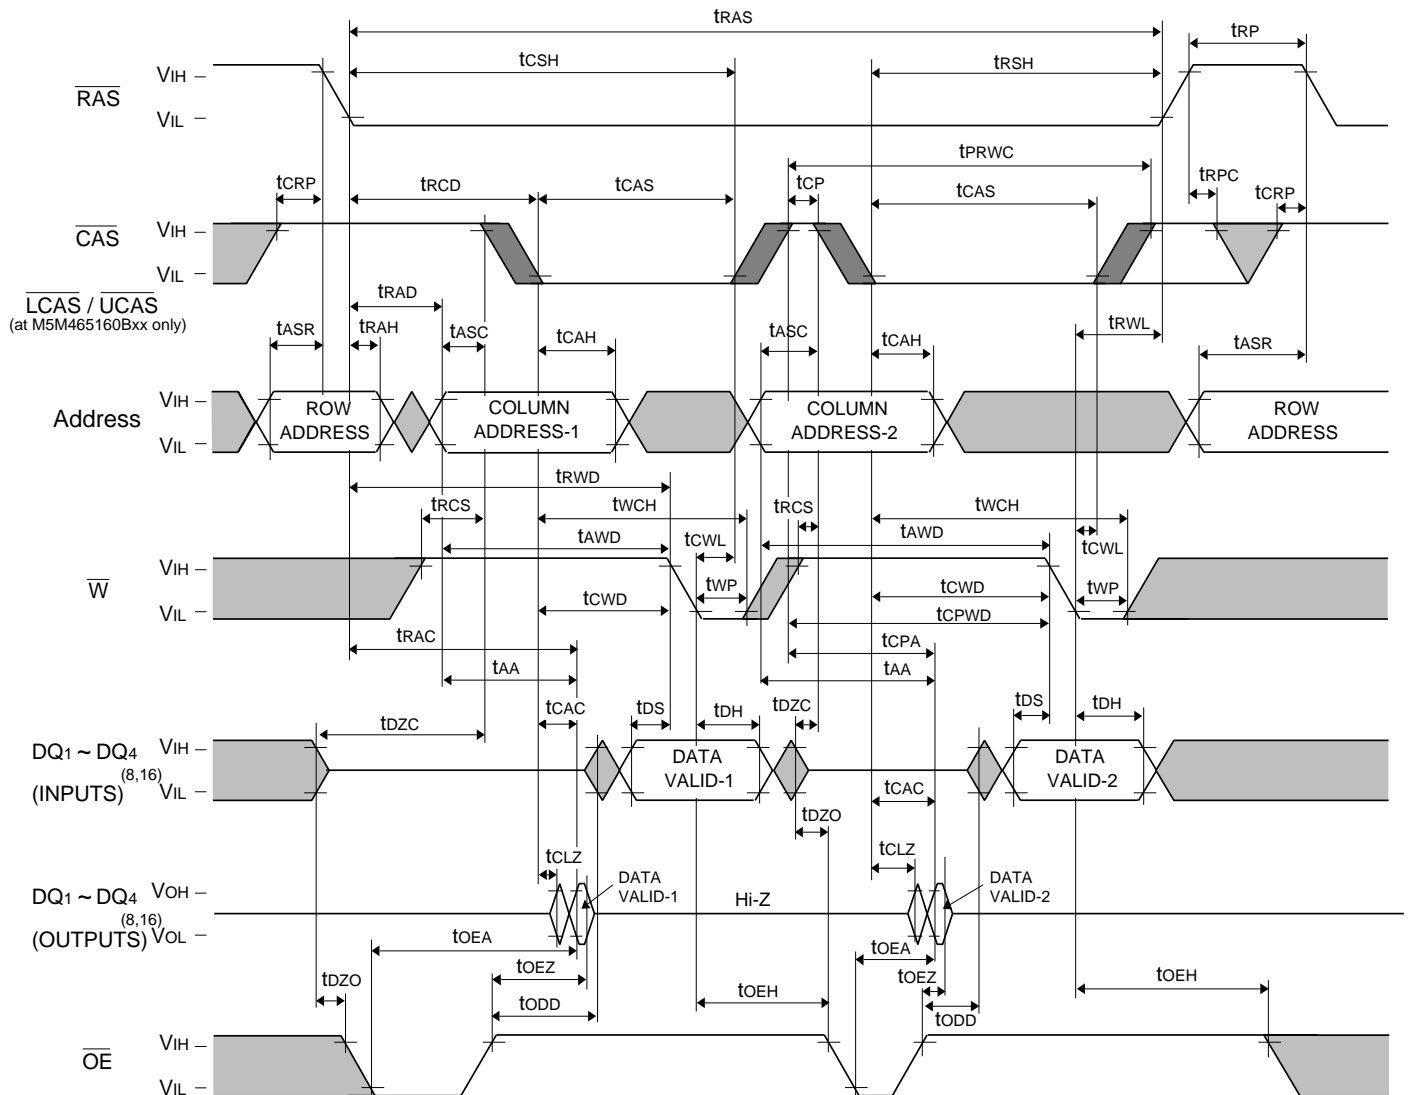 tRAS
tRP
tCSH
tRSH
RAS
VIH
VIL
tPRWC
tRPC
tCRP
tRCD
tCAS
tCP
tCAS
tCRP
CAS
VIH
VIL
LCAS / UCAS
(at M5M465160Bxx only)
tRAD
tRWL
tASR
tRAH
tASC
tCAH
tASC
tCAH
tASR
Address
VIH
VIL
ROW
ADDRESS
COLUMN
ADDRESS-1
COLUMN
ADDRESS-2
ROW
ADDRESS
tRWD
tRCS
tWCH
tRCS
tWCH
tAWD
tCWL
tAWD
tCWL
W
VIH
VIL
tCWD
tWP
tCWD
tWP
tCPWD
tRAC
tCPA
tAA
tAA
tDZC
tCAC
tDS
tDH
tDZC
tDS
tDH
DQ1 ~ DQ4
(8,16)
(INPUTS)
VIH
VIL
DATA
VALID-1
DATA
VALID-2
tCAC
tDZO
tCLZ
tCLZ
DQ1 ~ DQ4
(8,16)
(OUTPUTS)
VOH
VOL
DATA
VALID-1
Hi-Z
DATA
VALID-2
tOEA
tOEA
tDZO
tOEZ
tOEZ
tODD
tOEH
tODD
tOEH
OE
VIH
VIL